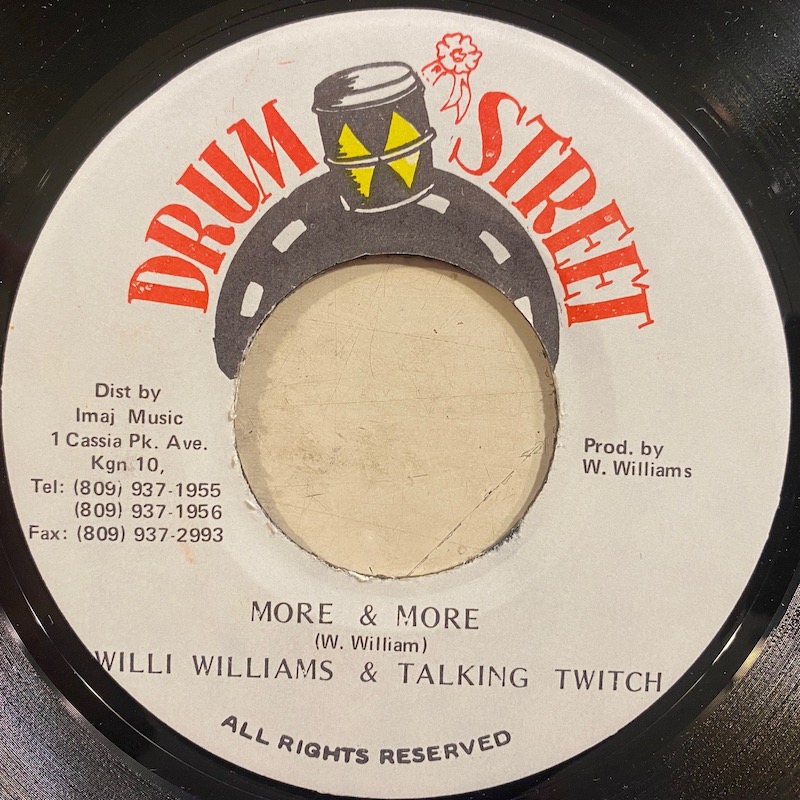 DRUM STREET
Dist by
Imaj Music
1 Cassia Pk. Ave.
Kgn 10,
Tel: (809) 937-1955
(809) 937-1956
Fax: (809) 937-2993
Prod. by
W. Williams
MORE & MORE
(W. William)
WILLI WILLIAMS & TALKING TWITCH
ALL RIGHTS RESERVED